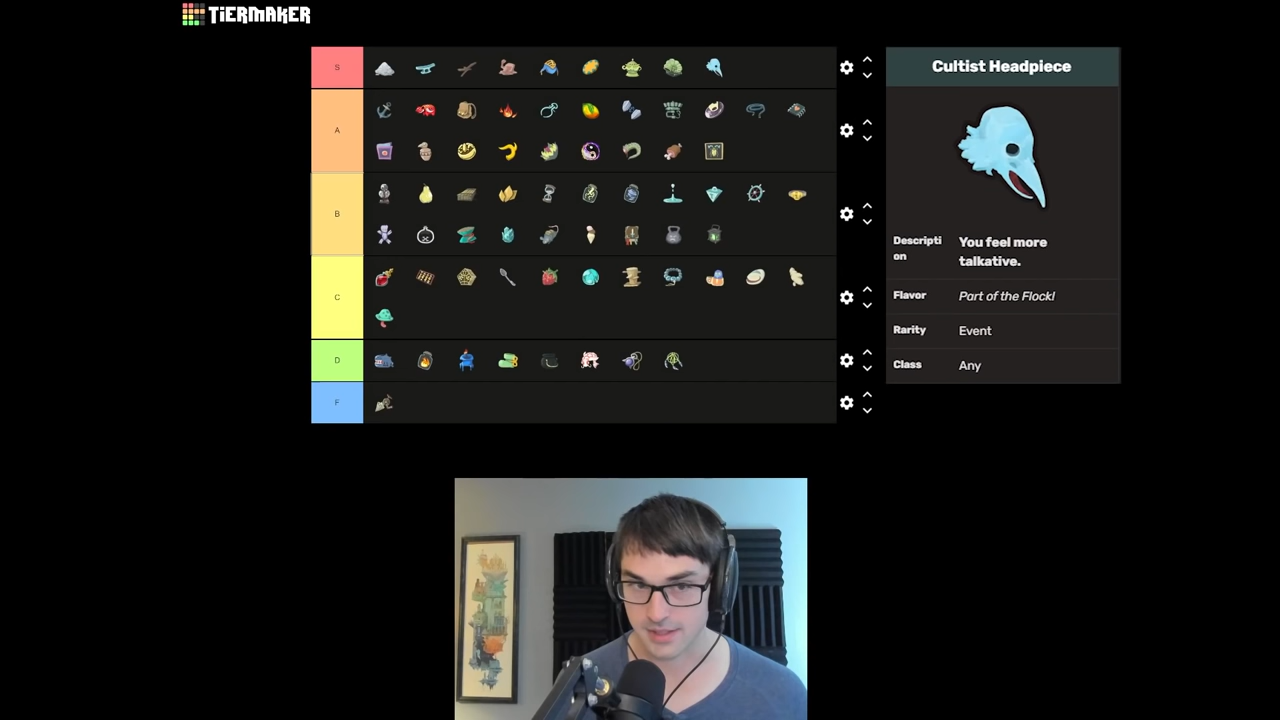 TiERMAKER
S
Cultist Headpiece
A
B
Descripti
on
You feel more
talkative.
Flavor
Part of the Flock!
C
Rarity
Event
D
Class
Any
F